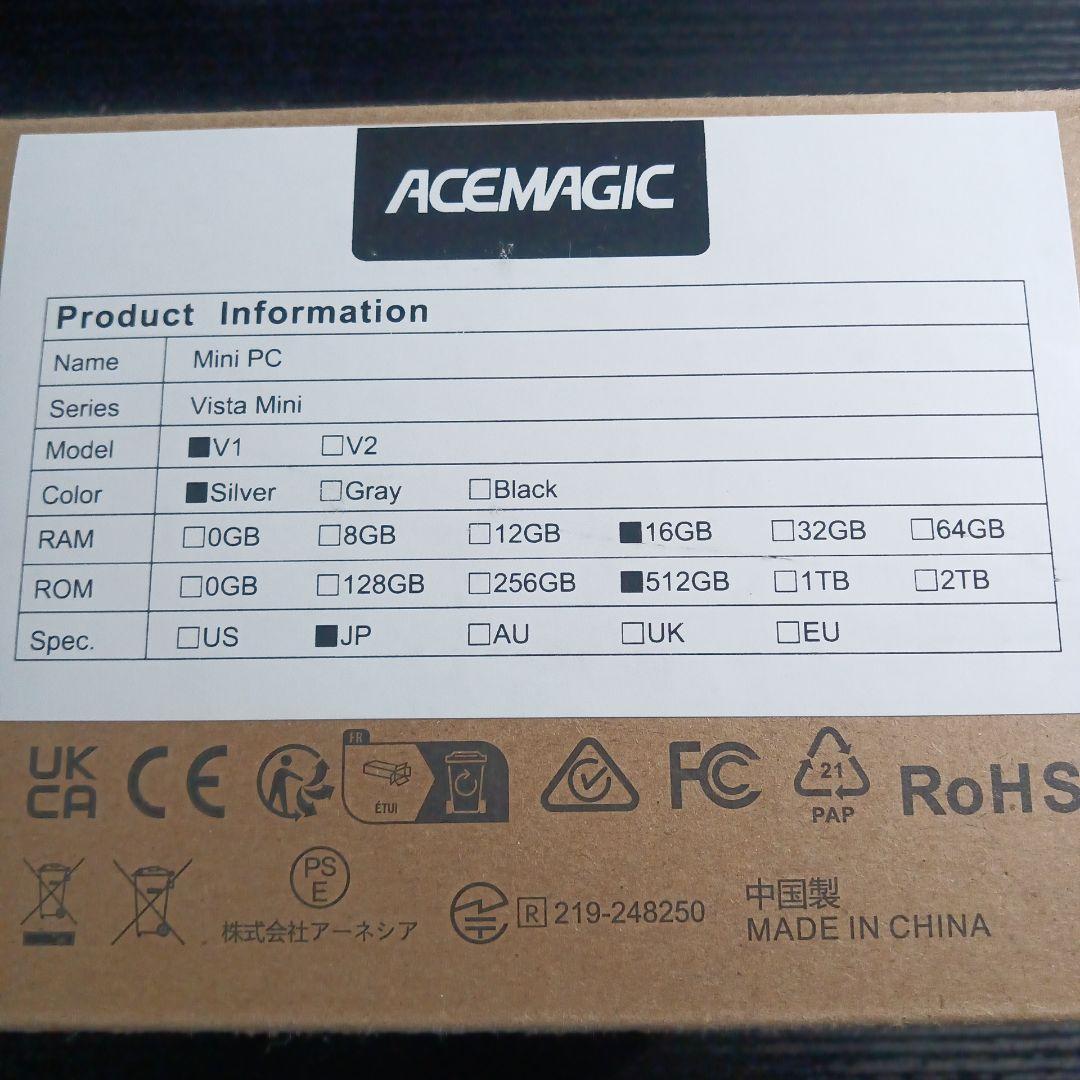 ACEMAGIC
Product Information
Name Mini PC
Series Vista Mini
Model ■V1 □V2
Color ■Silver □Gray □Black
RAM □0GB □8GB □12GB ■16GB □32GB □64GB
ROM □0GB □128GB □256GB ■512GB □1TB □2TB
Spec. □US ■JP □AU □UK □EU
UK
CA
CE
FR
ÉTUI
FC
21
PAP
RoHS
PS
E
株式会社アーネシア
R 219-248250
中国製
MADE IN CHINA